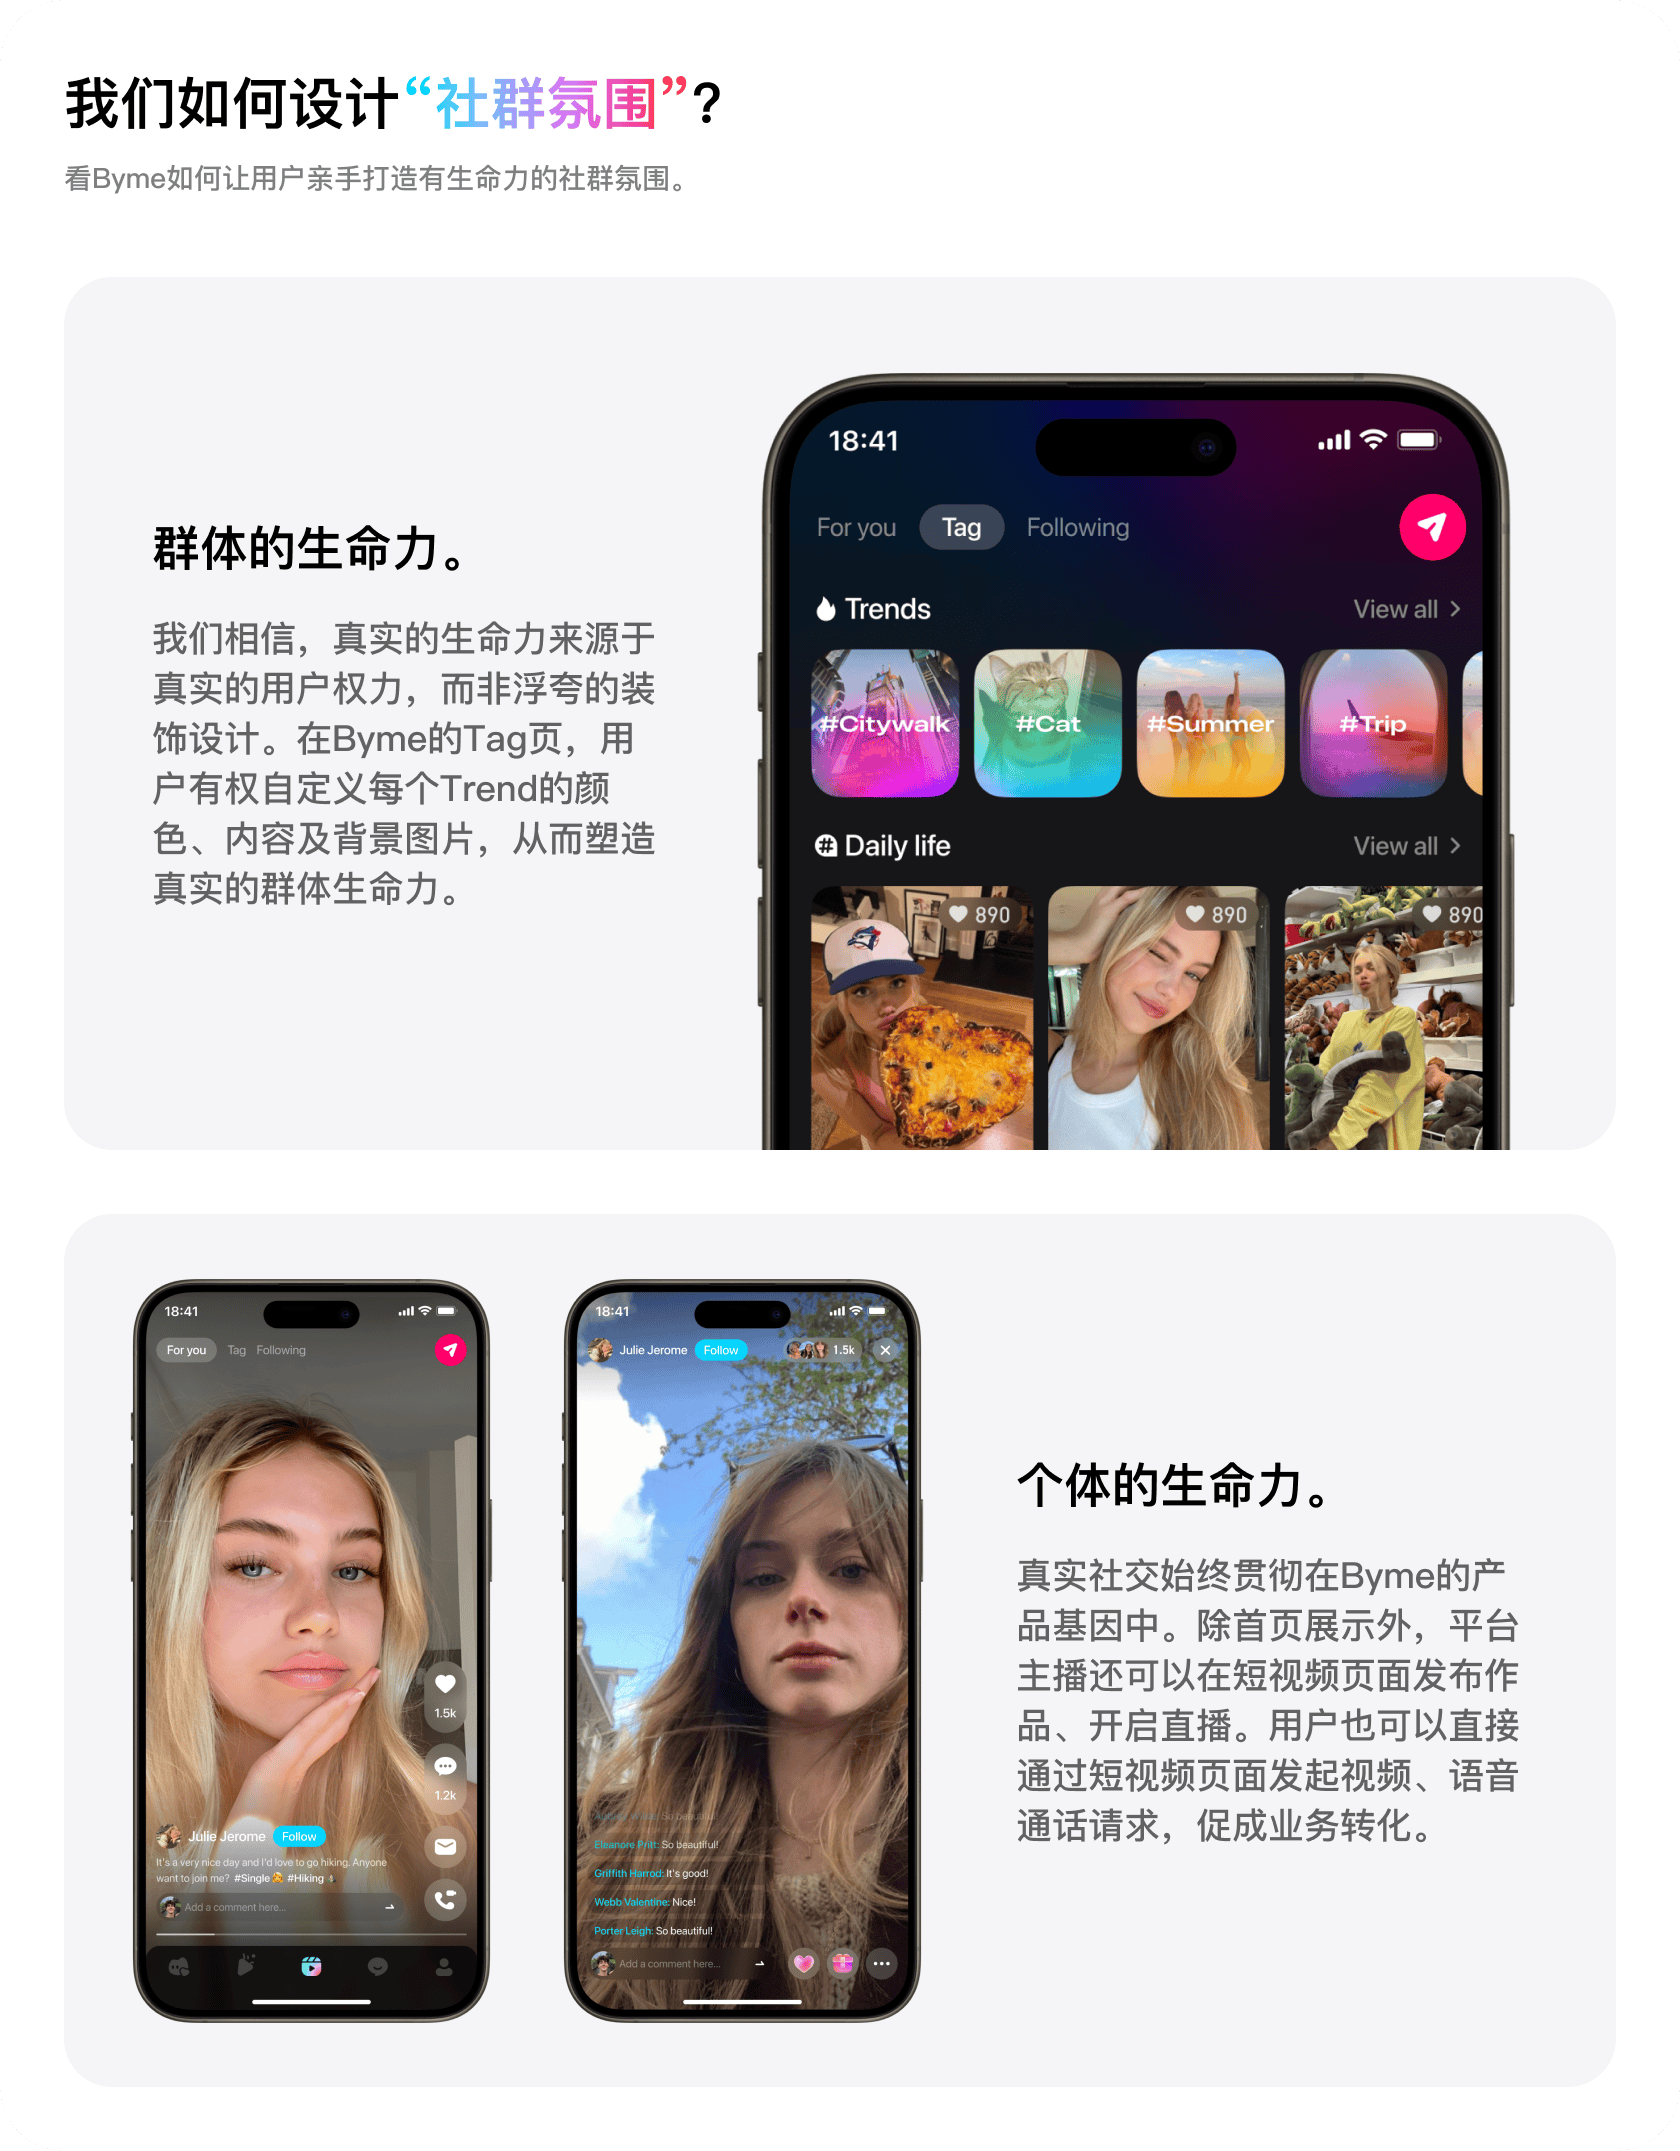 我们如何设计“社群氛围”?
看Byme如何让用户亲手打造有生命力的社群氛围。
群体的生命力。
我们相信，真实的生命力来源于
真实的用户权力，而非浮夸的装
饰设计。在Byme的Tag页，用
户有权自定义每个Trend的颜
色、内容及背景图片，从而塑造
真实的群体生命力。
18:41
For you Tag Following
Trends View all
#Citywalk #Cat #Summer #Trip
Daily life View all
890 890 890
18:41
For you Tag Following
1.5k
1.2k
Julie Jerome Follow
It's a very nice day and I'd love to go hiking. Anyone
want to join me? #Single #Hiking
Add a comment here...
18:41
Julie Jerome Follow 1.5k
So beautiful!
Eleanore Pritt: So beautiful!
Griffith Harrod: It's good!
Webb Valentine: Nice!
Porter Leigh: So beautiful!
Add a comment here...
个体的生命力。
真实社交始终贯彻在Byme的产
品基因中。除首页展示外，平台
主播还可以在短视频页面发布作
品、开启直播。用户也可以直接
通过短视频页面发起视频、语音
通话请求，促成业务转化。